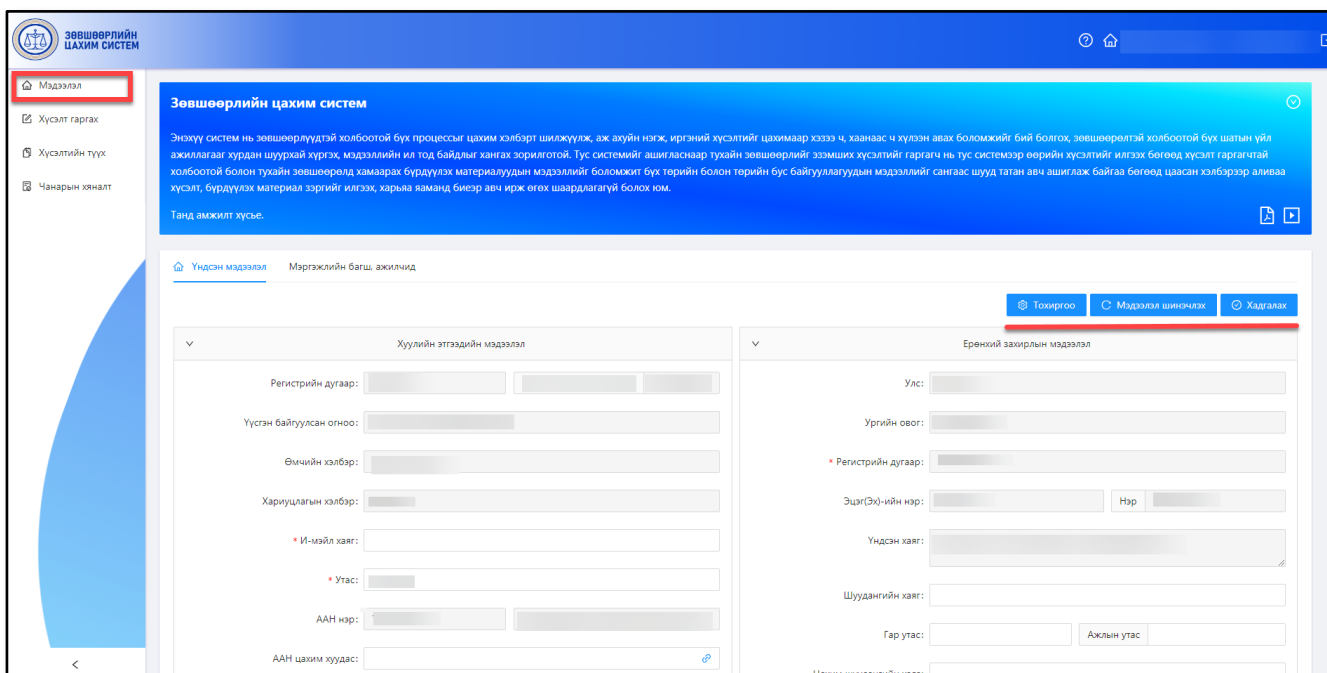 ЗӨВШӨӨРЛИЙН
ЦАХИМ СИСТЕМ
Мэдээлэл
Хүсэлт гаргах
Хүсэлтийн түүх
Чанарын хяналт
Зөвшөөрлийн цахим систем
Энэхүү систем нь зөвшөөрлүүдтэй холбоотой бүх процессыг цахим хэлбэрт шилжүүлж, аж ахуйн нэгж, иргэний хүсэлтийг цахимаар хэзээ ч, хаанаас ч хүлээн авах боломжийг бий болгох, зөвшөөрөлтэй холбоотой бүх шатын үйл
ажиллагааг хурдан шуурхай хүргэх, мэдээллийн ил тод байдлыг хангах зорилготой. Тус системийг ашигласнаар тухайн зөвшөөрлийг эзэмших хүсэлтийг гаргагч нь тус системээр өөрийн хүсэлтийг илгээх бөгөөд хүсэлт гаргагчтай
холбоотой болон тухайн зөвшөөрөлд хамаарах бүрдүүлэх материалуудын мэдээллийг боломжит бүх төрийн болон төрийн бус байгууллагуудын мэдээллийг сангаас шууд татан авч ашиглаж байгаа бөгөөд цаасан хэлбэрээр аливаа
хүсэлт, бүрдүүлэх материал зэргийг илгээх, харьяа яаманд биеэр авч ирж өгөх шаардлагагүй болох юм.
Танд амжилт хүсье.
Үндсэн мэдээлэл Мэргэжлийн багш, ажилчид
Тохиргоо Мэдээлэл шинэчлэх Хадгалах
Хуулийн этгээдийн мэдээлэл
Регистрийн дугаар:
Үүсгэн байгуулсан огноо:
Өмчийн хэлбэр:
Хариуцлагын хэлбэр:
* И-мэйл хаяг:
* Утас:
ААН нэр:
ААН цахим хуудас:
Ерөнхий захирлын мэдээлэл
Улс:
Ургийн овог:
* Регистрийн дугаар:
Эцэг(Эх)-ийн нэр: Нэр
Үндсэн хаяг:
Шуудангийн хаяг:
Гар утас: Ажлын утас